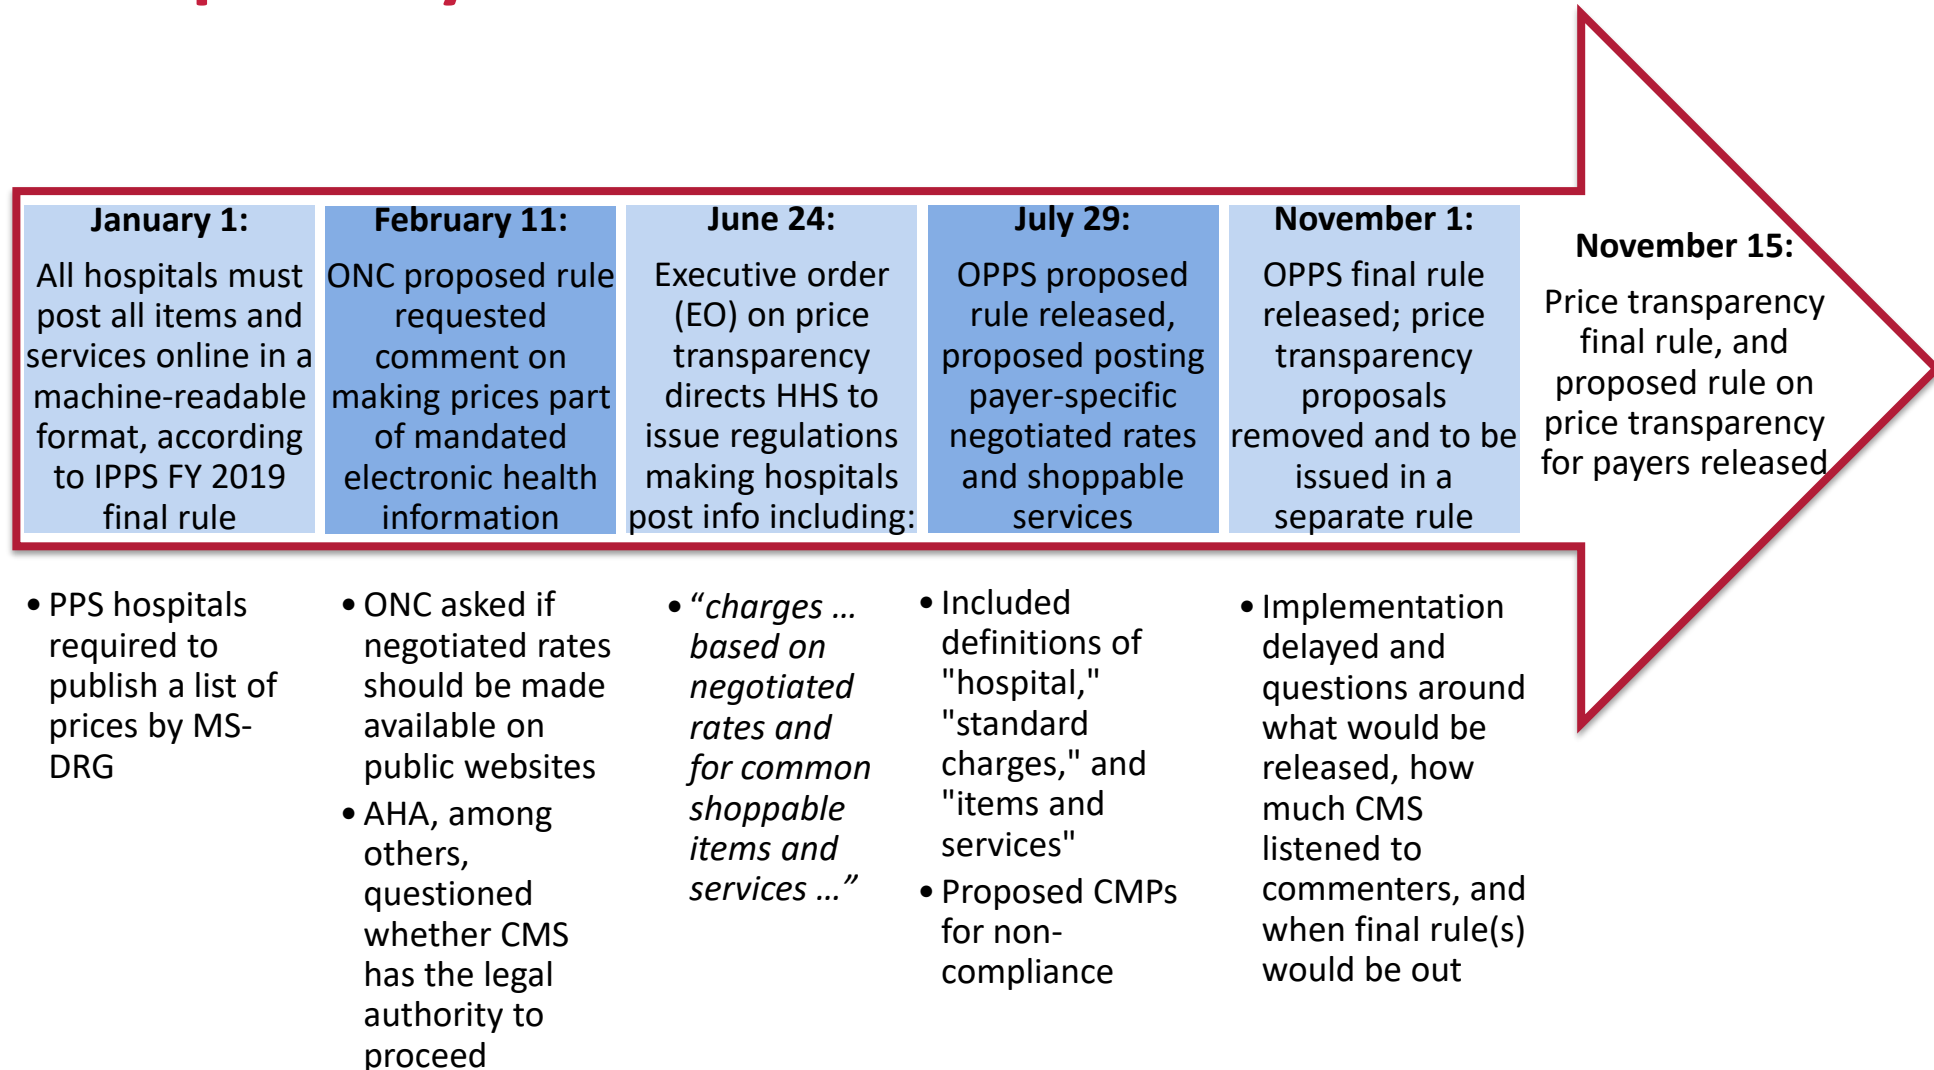 January 1:
All hospitals must
post all items and
services online in a
machine-readable
format, according
to IPPS FY 2019
final rule
February 11:
ONC proposed rule
requested
comment on
making prices part
of mandated
electronic health
information
June 24:
Executive order
(EO) on price
transparency
directs HHS to
issue regulations
making hospitals
post info including:
July 29:
OPPS proposed
rule released,
proposed posting
payer-specific
negotiated rates
and shoppable
services
November 1:
OPPS final rule
released; price
transparency
proposals
removed and to be
issued in a
separate rule
November 15:
Price transparency
final rule, and
proposed rule on
price transparency
for payers released
• PPS hospitals
required to
publish a list of
prices by MS-
DRG
• ONC asked if
negotiated rates
should be made
available on
public websites
• AHA, among
others,
questioned
whether CMS
has the legal
authority to
proceed
• “charges …
based on
negotiated
rates and
for common
shoppable
items and
services …”
• Included
definitions of
"hospital,"
"standard
charges," and
"items and
services"
• Proposed CMPs
for non-
compliance
• Implementation
delayed and
questions around
what would be
released, how
much CMS
listened to
commenters, and
when final rule(s)
would be out